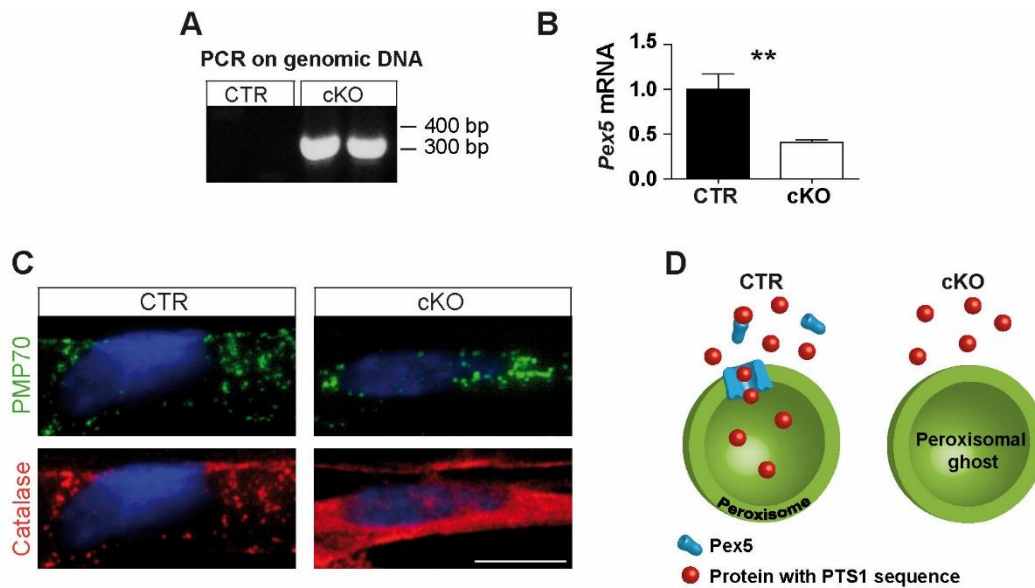 A
PCR on genomic DNA
CTR
cKO
400 bp
300 bp
B
Pex5 mRNA
1.5
1.0
0.5
0.0
**
CTR
cKO
C
CTR
cKO
PMP70
Catalase
D
CTR
cKO
Peroxisome
Peroxisomal
ghost
Pex5
Protein with PTS1 sequence